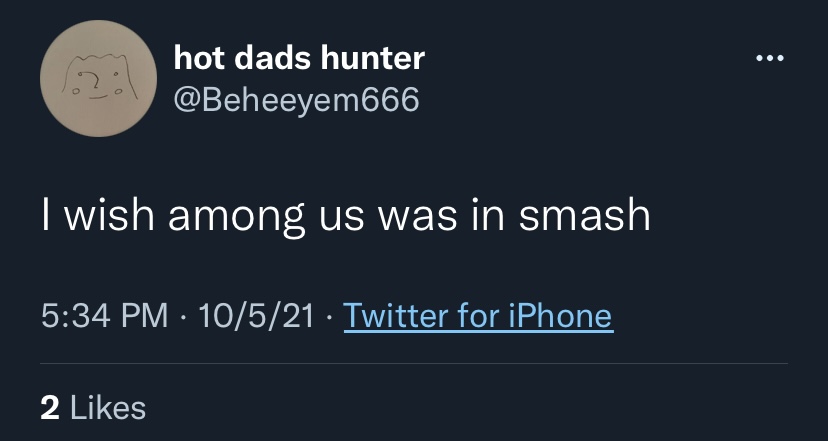 hot dads hunter
@Beheeyem666
I wish among us was in smash
5:34 PM · 10/5/21 · Twitter for iPhone
2 Likes